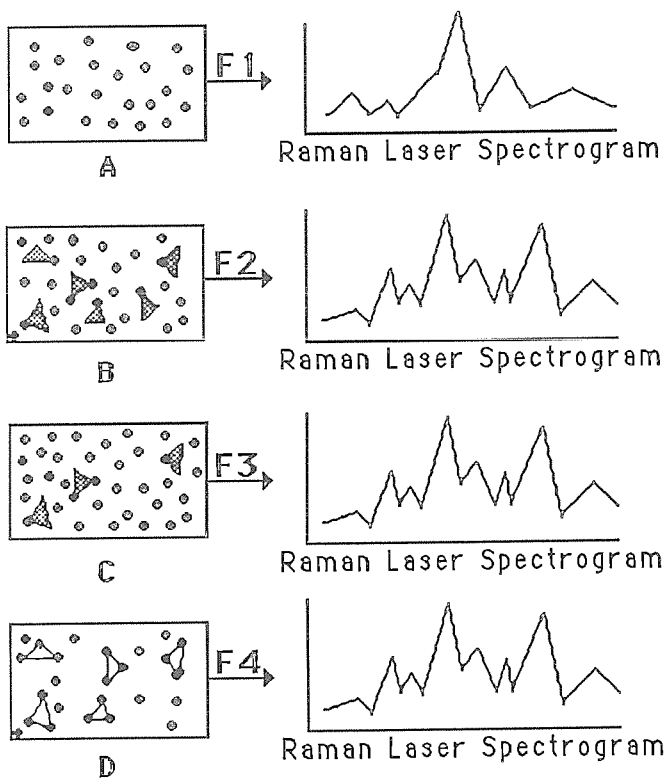 F1
A
Raman Laser Spectrogram
F2
B
Raman Laser Spectrogram
F3
C
Raman Laser Spectrogram
F4
D
Raman Laser Spectrogram